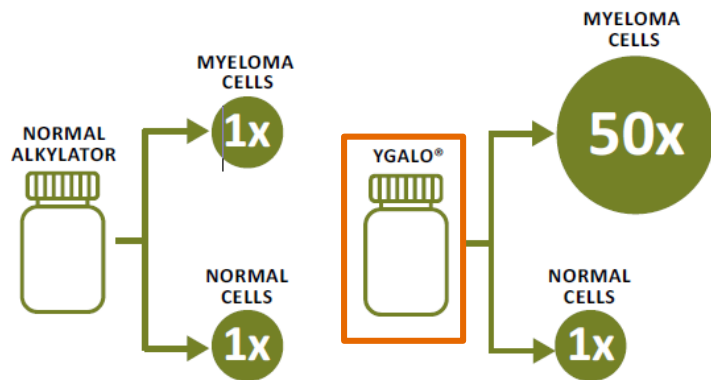 NORMAL
ALKYLATOR
MYELOMA
CELLS
1x
NORMAL
CELLS
1x
YGALO®
MYELOMA
CELLS
50x
NORMAL
CELLS
1x